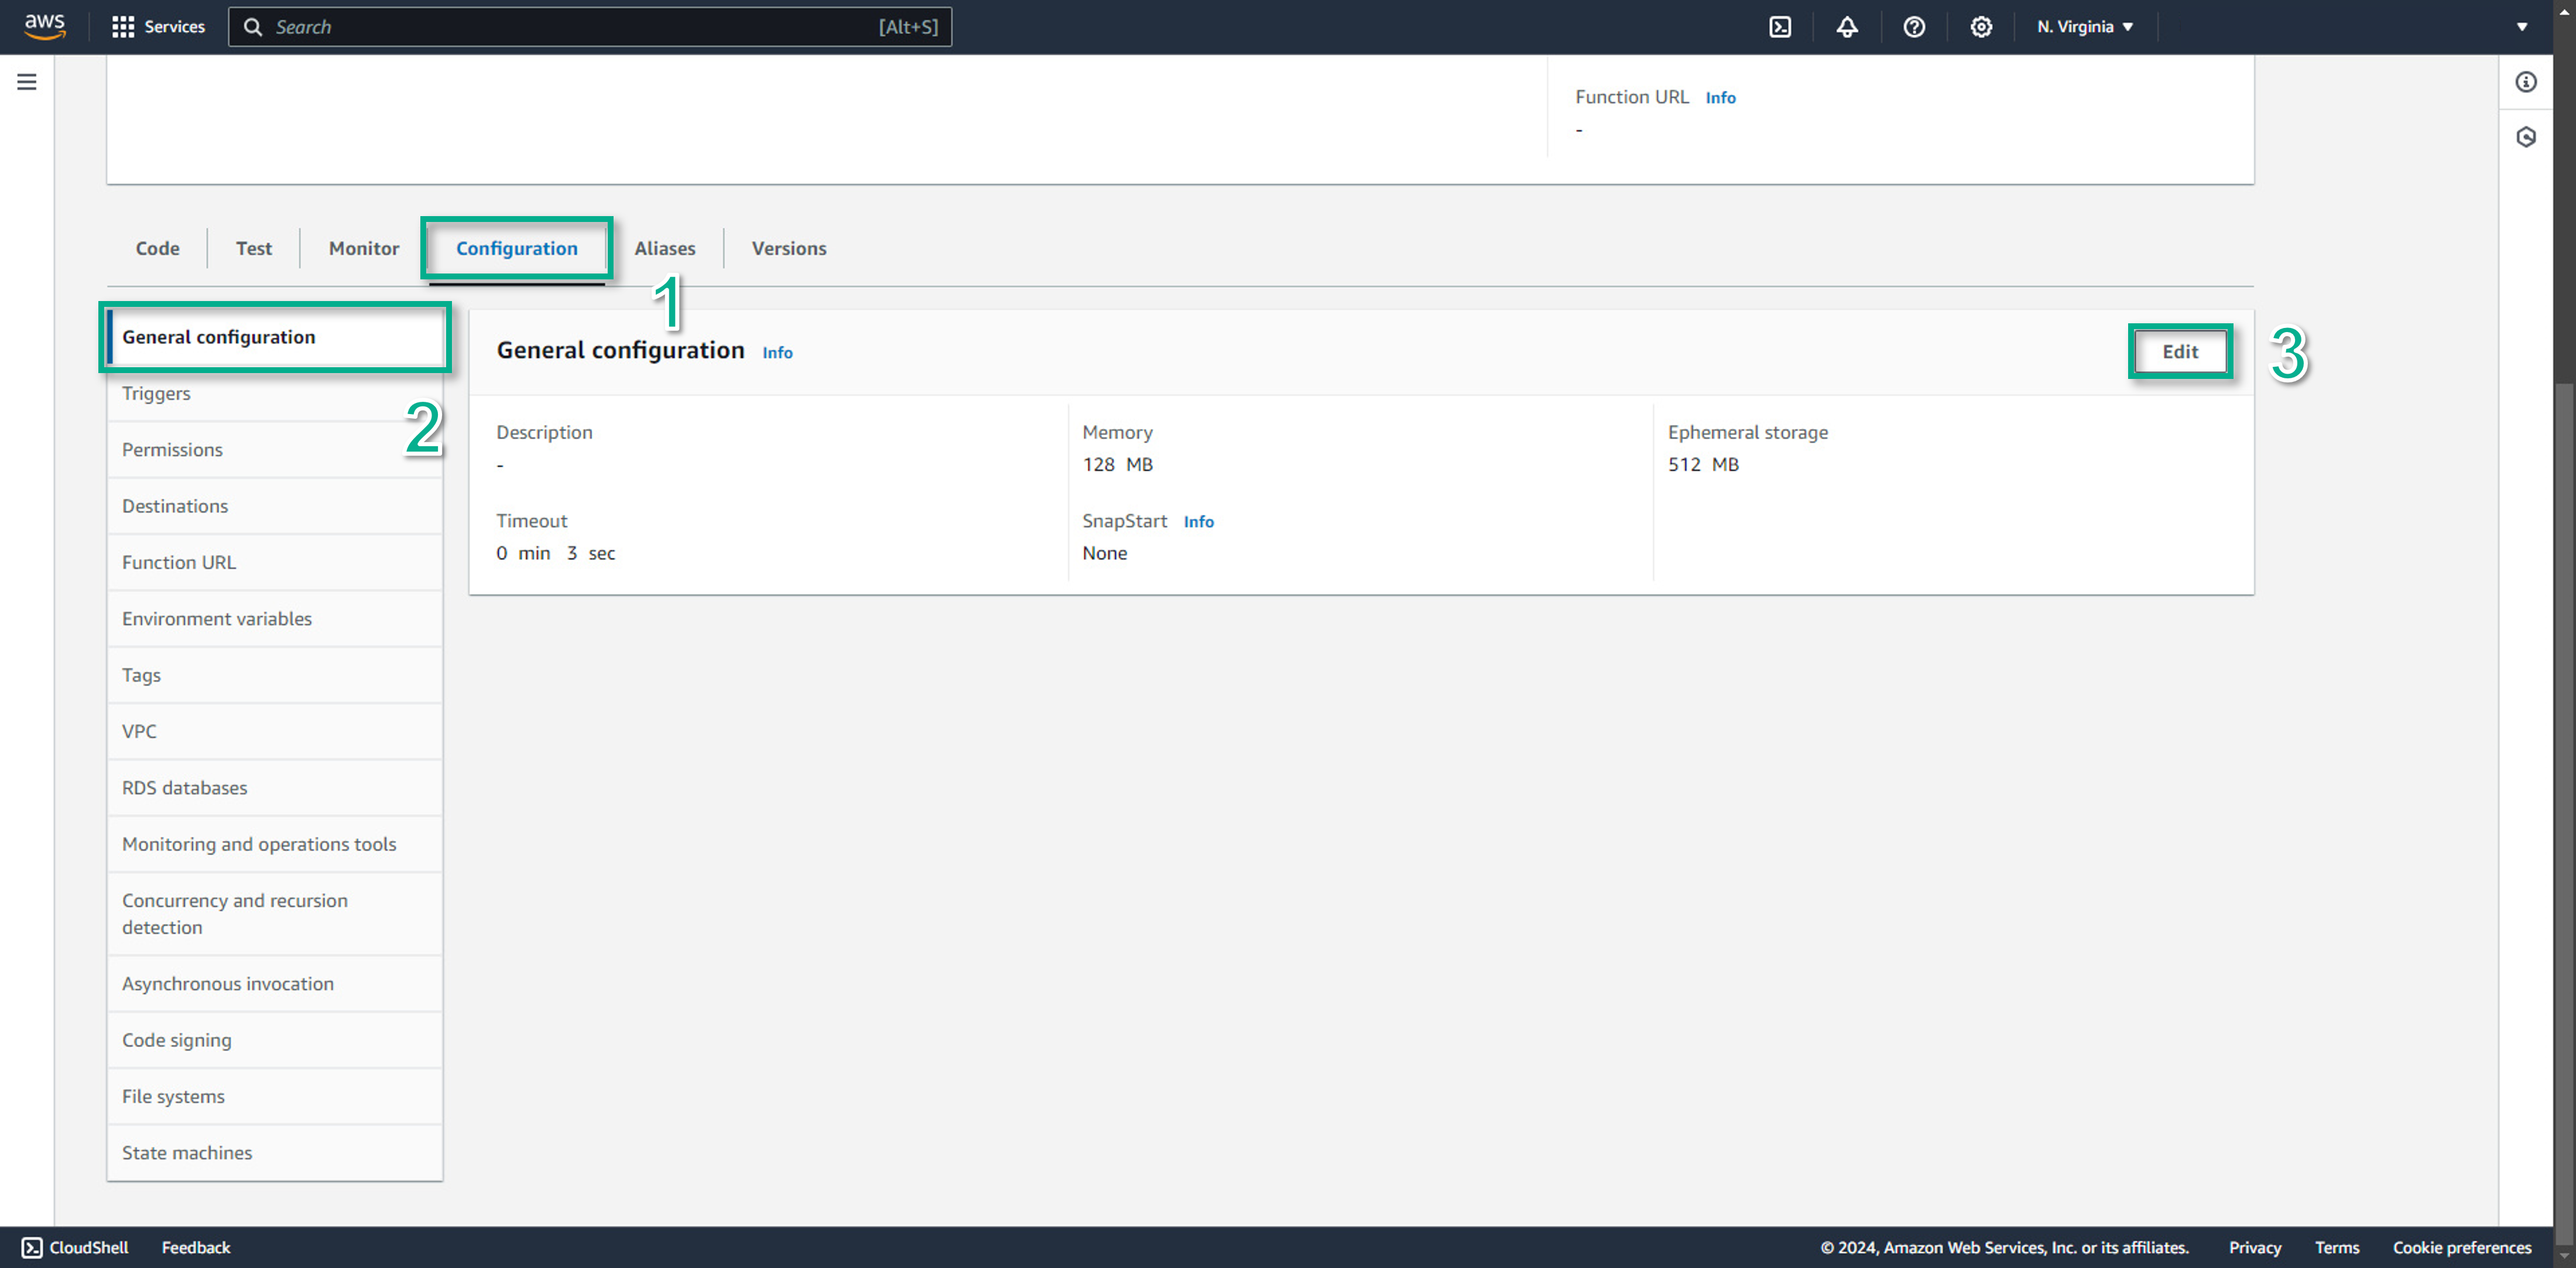 aws
Services
Search [Alt+S]
N. Virginia
Function URL Info
-
Code Test Monitor Configuration Aliases Versions
1
General configuration
2
General configuration Info
Edit
3
Description
-
Memory
128 MB
Ephemeral storage
512 MB
Timeout
0 min 3 sec
SnapStart Info
None
Triggers
Permissions
Destinations
Function URL
Environment variables
Tags
VPC
RDS databases
Monitoring and operations tools
Concurrency and recursion
detection
Asynchronous invocation
Code signing
File systems
State machines
CloudShell Feedback
© 2024, Amazon Web Services, Inc. or its affiliates. Privacy Terms Cookie preferences